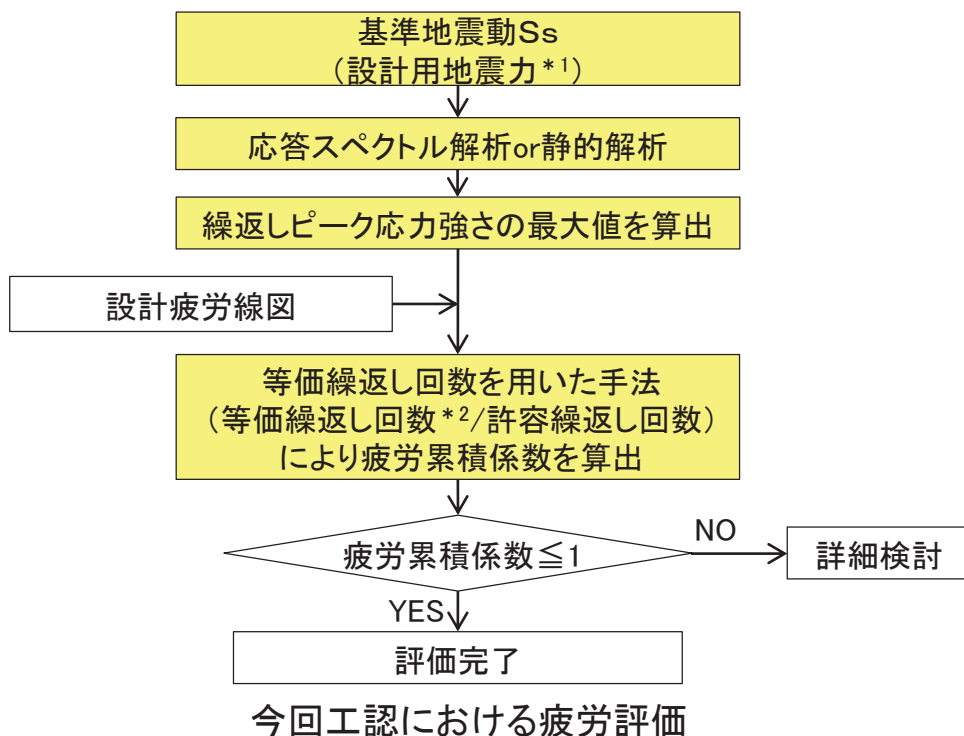 基準地震動Ss
(設計用地震力*1)
応答スペクトル解析or静的解析
繰返しピーク応力強さの最大値を算出
設計疲労線図
等価繰返し回数を用いた手法
(等価繰返し回数*2/許容繰返し回数)
により疲労累積係数を算出
疲労累積係数≦1
NO
詳細検討
YES
評価完了
今回工認における疲労評価